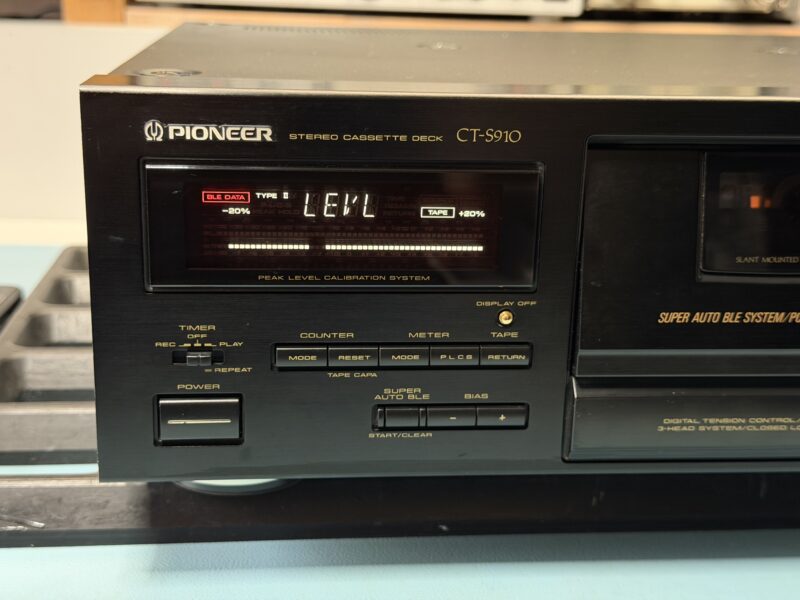 PIONEER STEREO CASSETTE DECK CT-S910
BLE DATA TYPE II LEVL TAPE
-20% +20%
PEAK LEVEL CALIBRATION SYSTEM
SLANT MOUNTED
SUPER AUTO BLE SYSTEM/
DISPLAY OFF
TIMER
OFF
REC PLAY
REPEAT
COUNTER METER TAPE
MODE RESET MODE PLCS RETURN
TAPE CAPA
POWER
SUPER
AUTO BLE BIAS
- +
START/CLEAR
DIGITAL TENSION CONTROL
3-HEAD SYSTEM/CLOSED